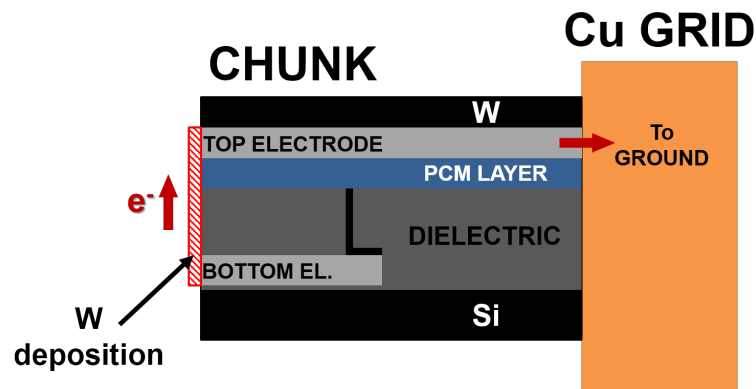 Cu GRID
CHUNK
W
TOP ELECTRODE
To
GROUND
PCM LAYER
e-
DIELECTRIC
BOTTOM EL.
Si
W
deposition